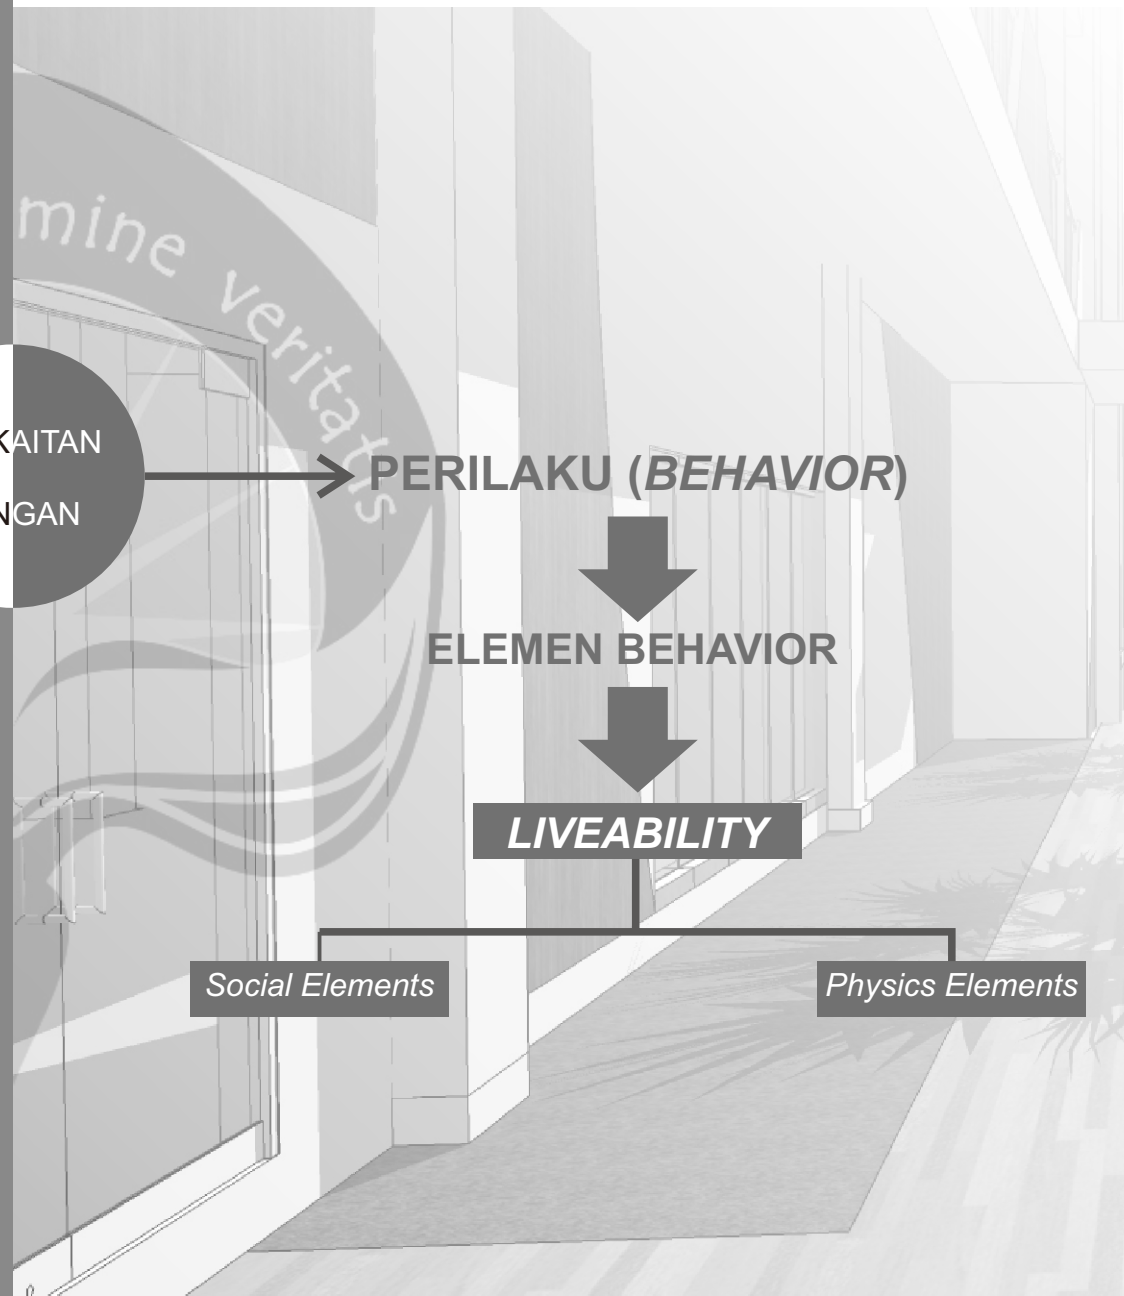 mine veritatis
KAITAN
NGAN
PERILAKU (BEHAVIOR)
ELEMEN BEHAVIOR
LIVEABILITY
Social Elements
Physics Elements